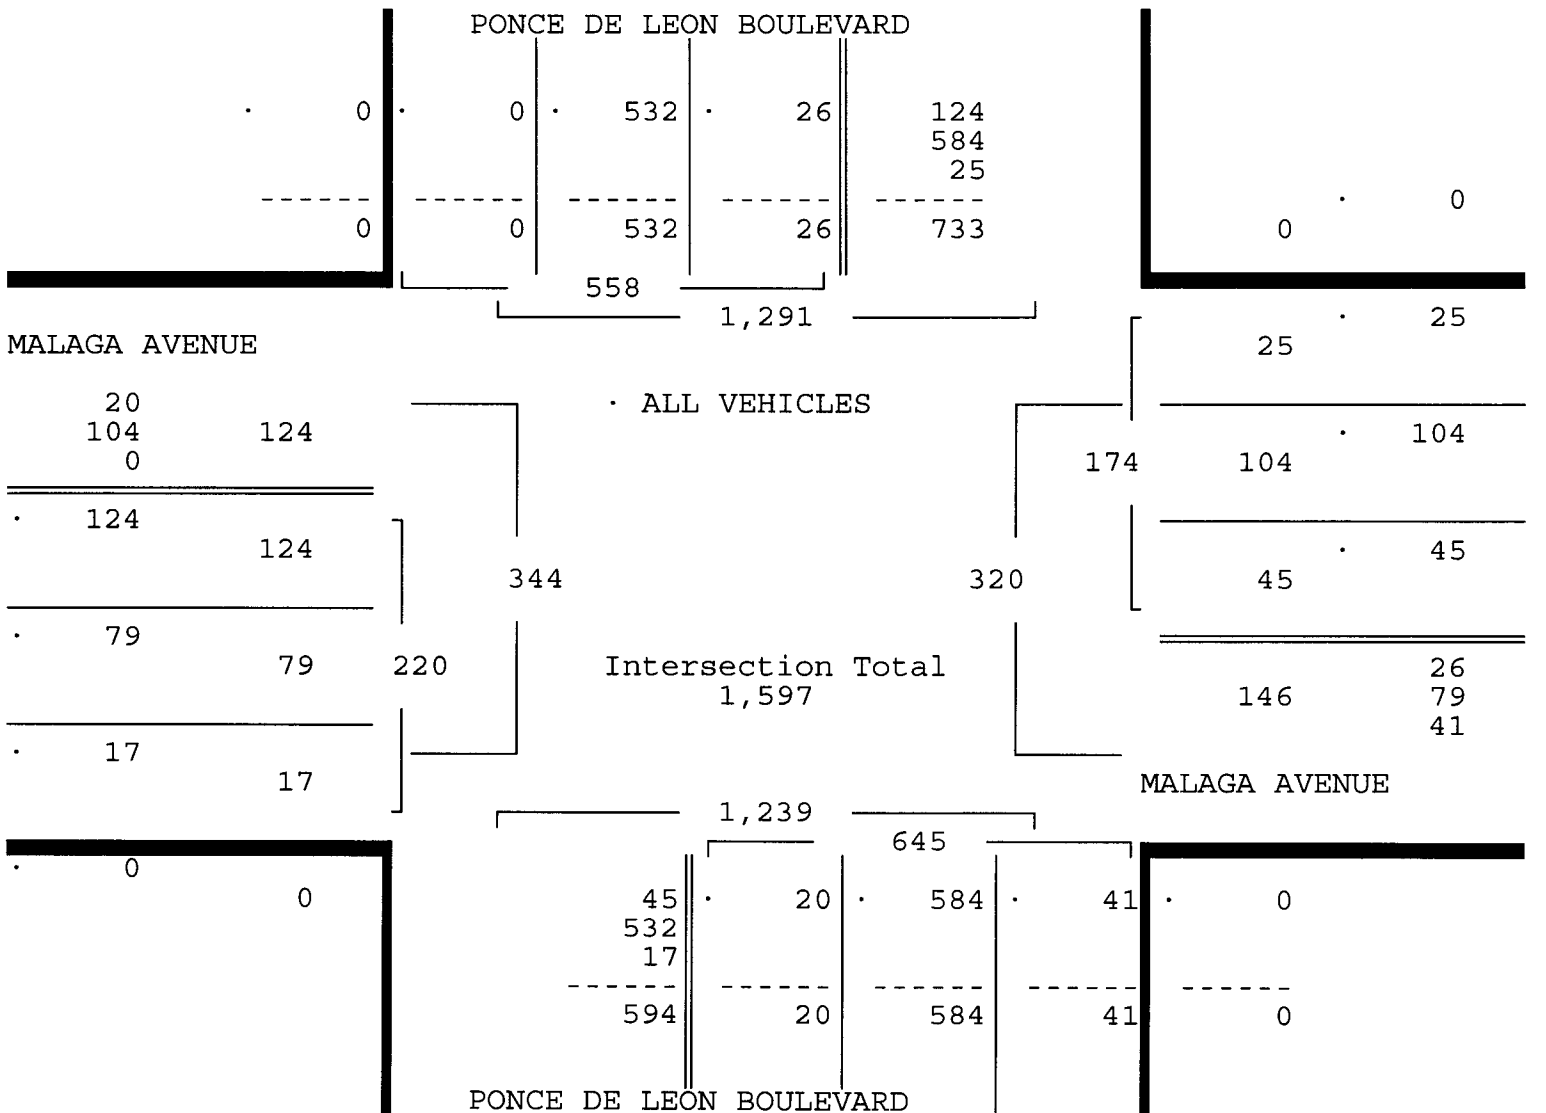 PONCE DE LEON BOULEVARD
· 0 · 0 · 532 · 26 124
584
25
------ ------ ------ ------ ------ · 0
0 0 532 26 733 0
558
1,291 · 25
MALAGA AVENUE 25
20 · ALL VEHICLES
104 124 · 104
0 174 104
· 124
124 · 45
344 320 45
· 79
79 220 Intersection Total 26
1,597 146 79
41
· 17
17 MALAGA AVENUE
1,239
645
· 0
0 45 · 20 · 584 · 41 · 0
532
17
------ ------ ------ ------ ------
594 20 584 41 0
PONCE DE LEON BOULEVARD